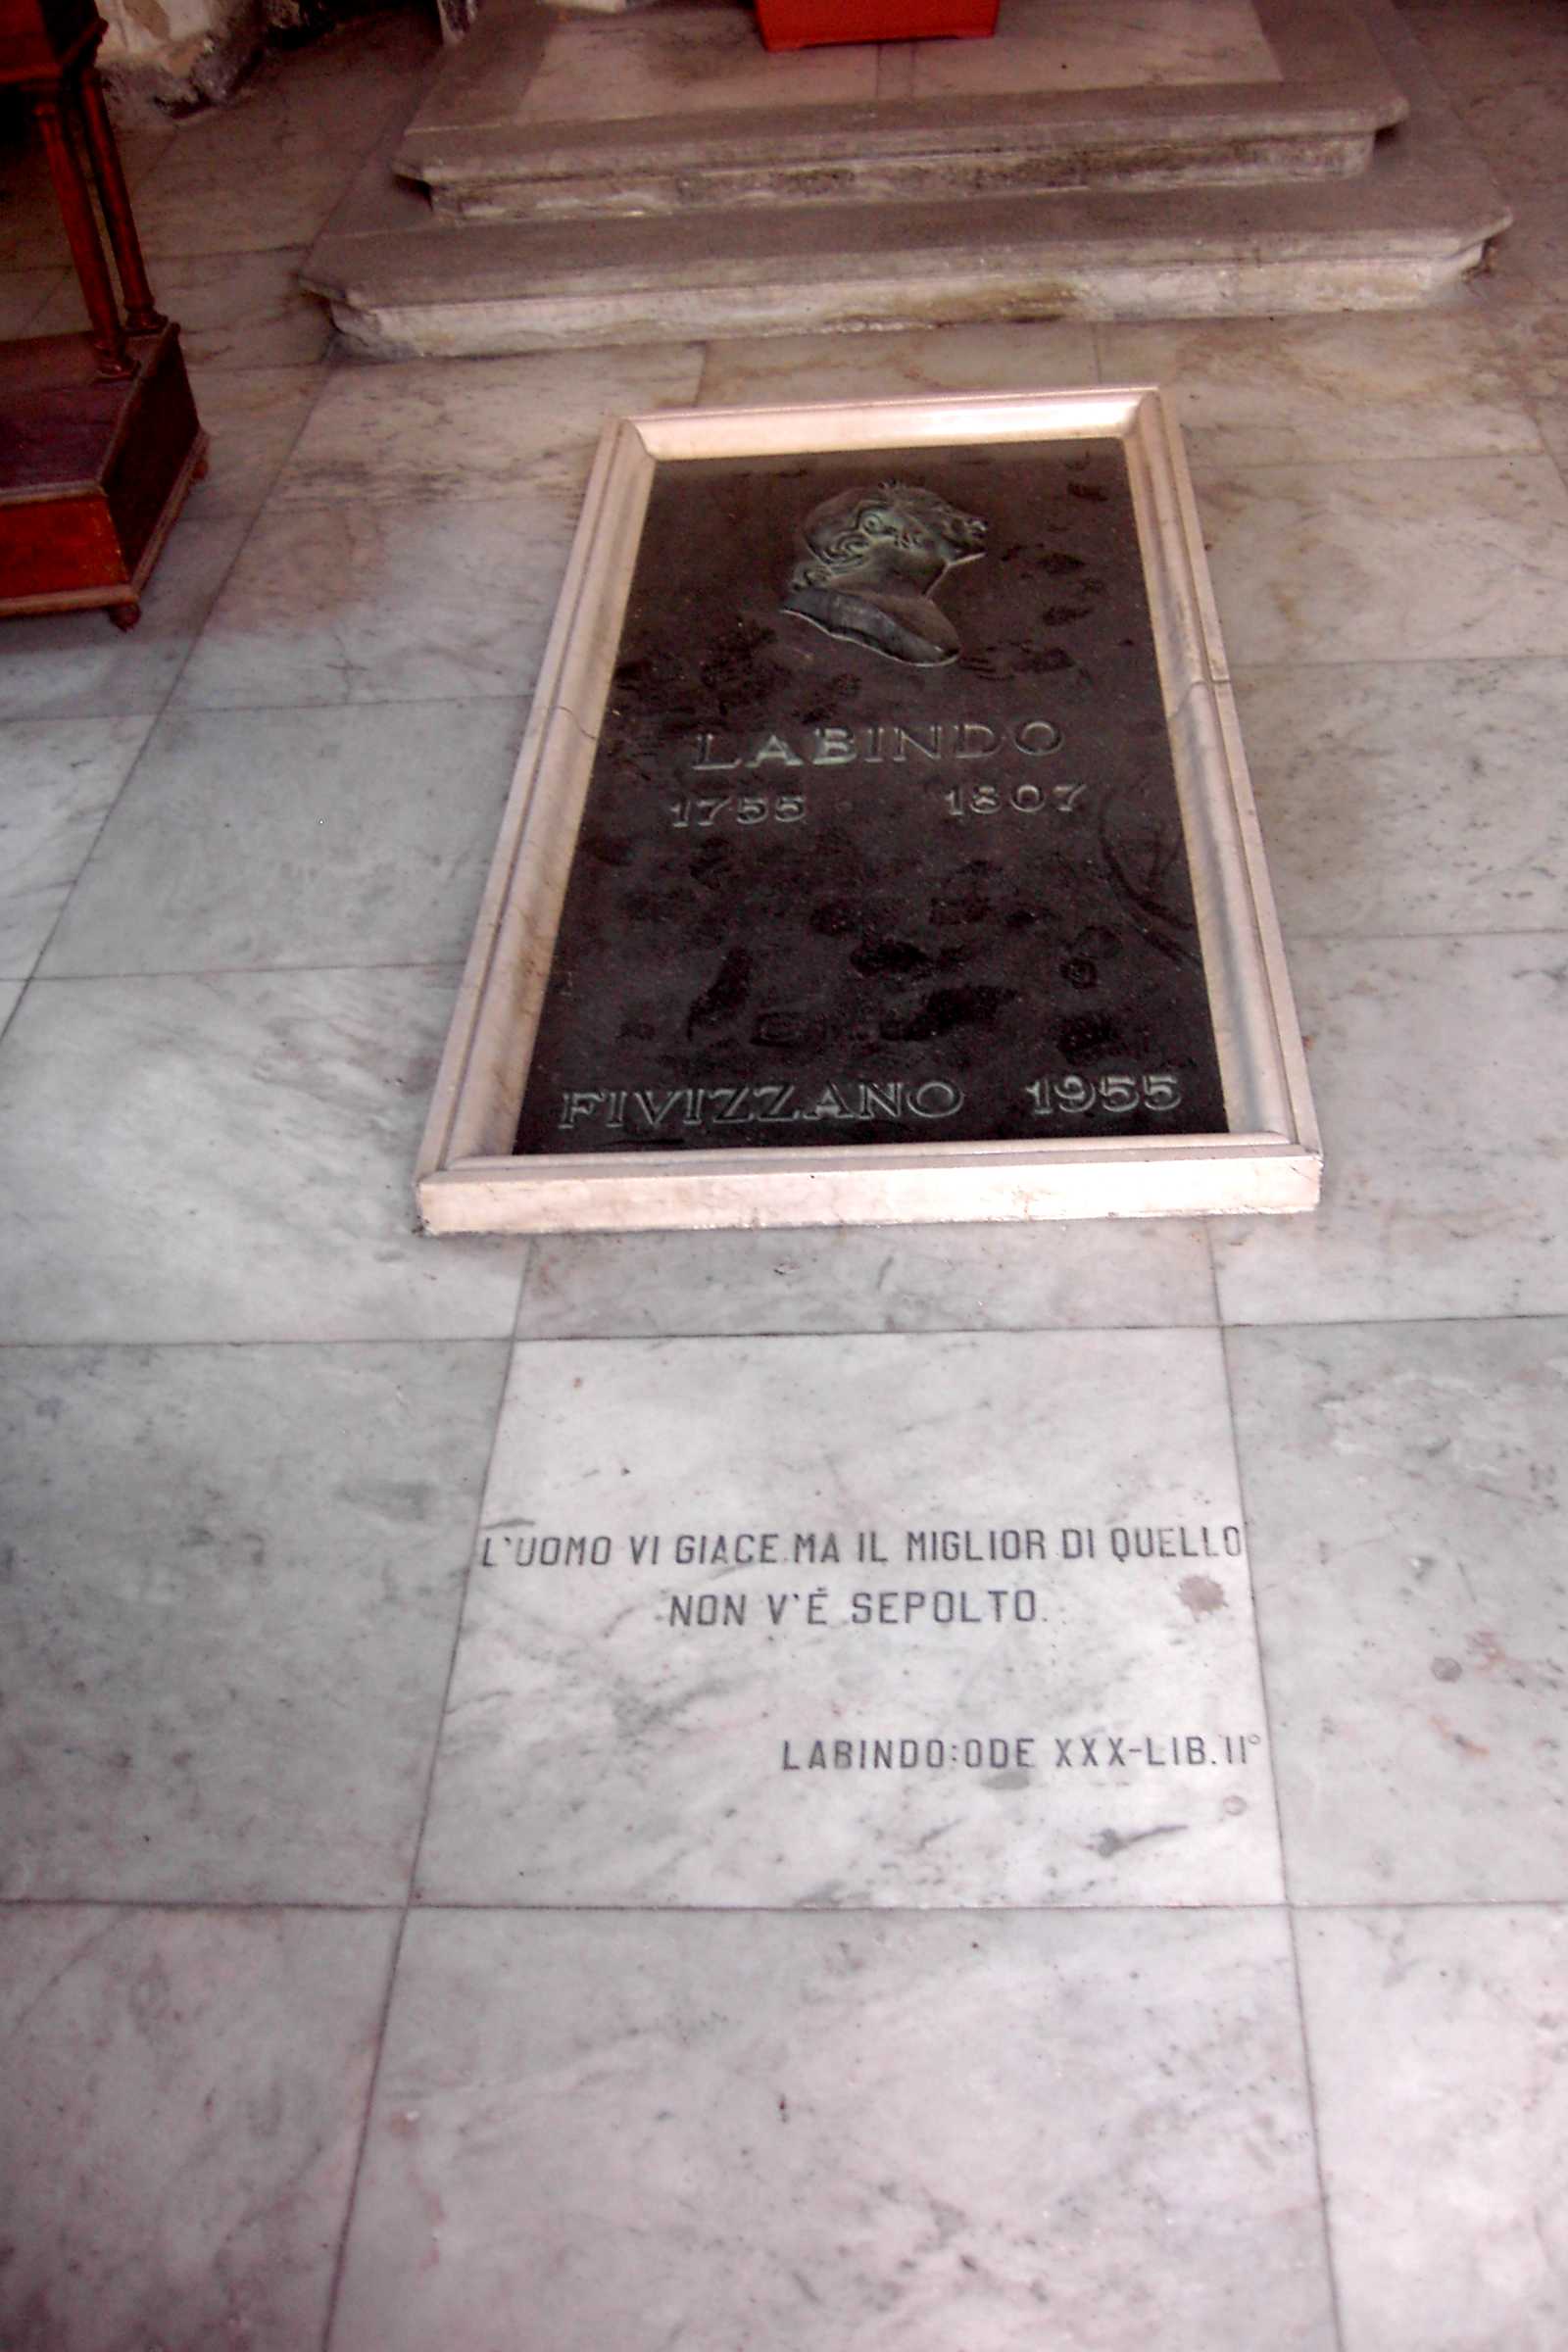 LABINDO
1755 1807
FIVIZZANO 1955
L'UOMO VI GIACE MA IL MIGLIOR DI QUELLO
NON V'É SEPOLTO.
LABINDO:ODE XXX-LIB.II°